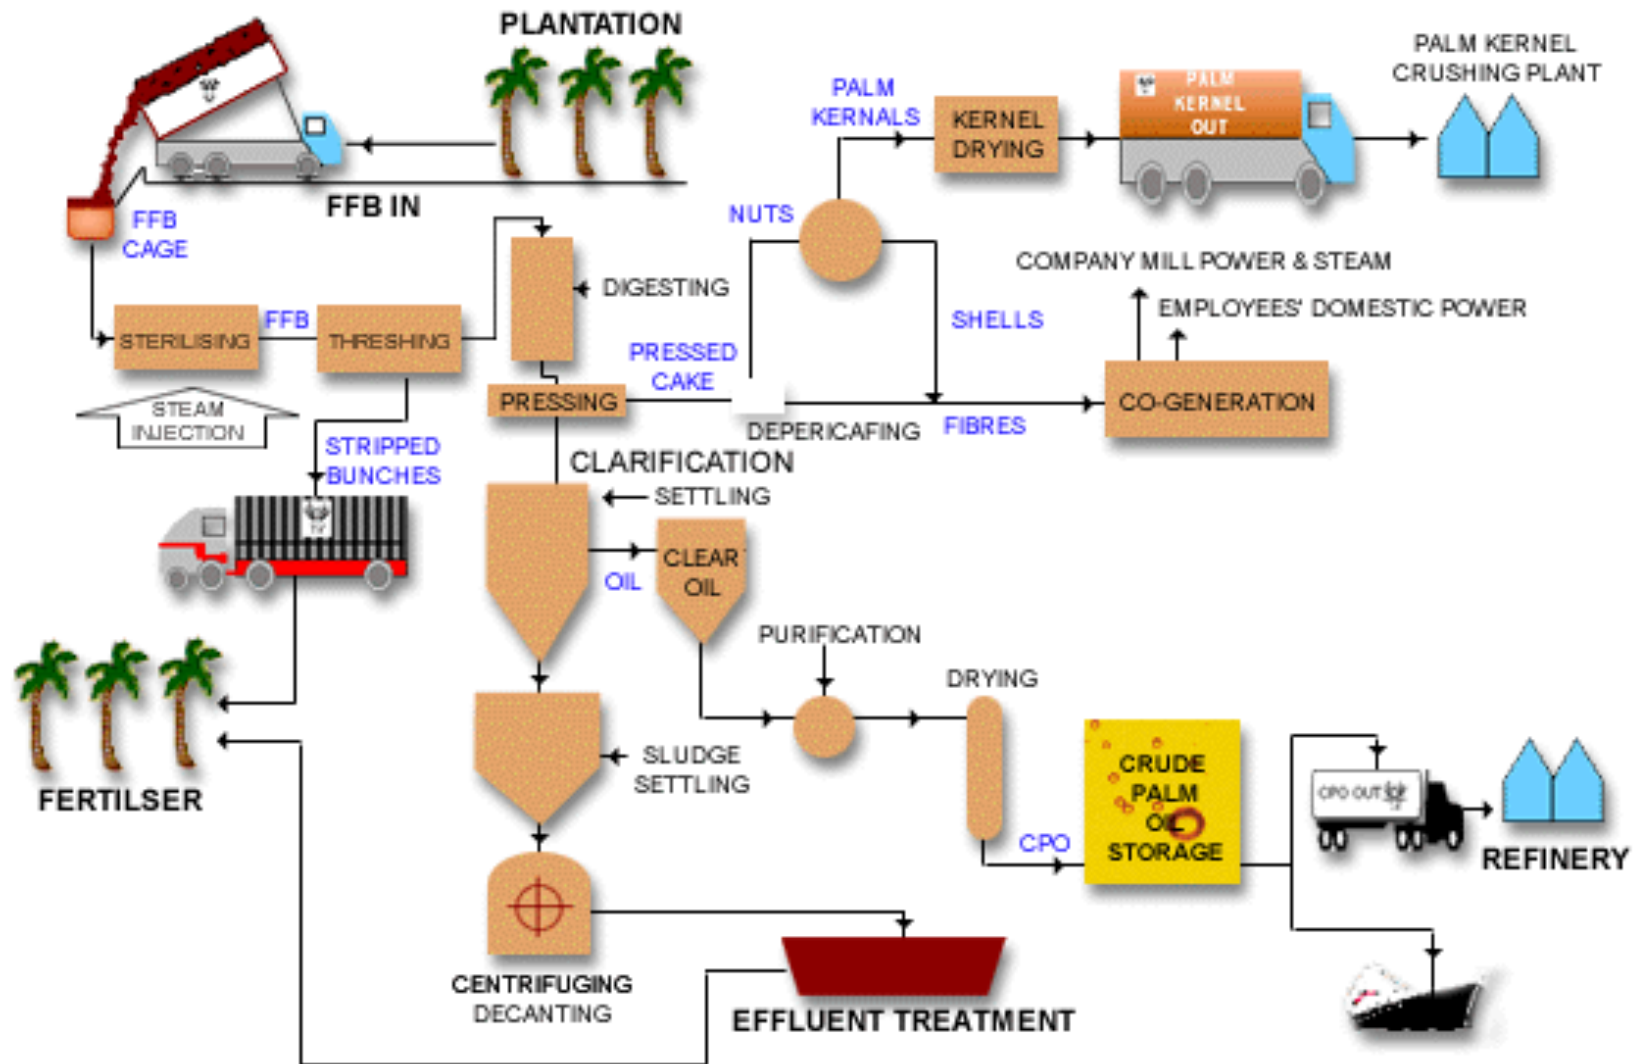 PLANTATION
FFB IN
FFB
CAGE
STERILISING
FFB
THRESHING
STEAM
INJECTION
STRIPPED
BUNCHES
DIGESTING
PRESSING
PRESSED
CAKE
DEPERICAFING
NUTS
PALM
KERNALS
KERNEL
DRYING
PALM
KERNEL
OUT
PALM KERNEL
CRUSHING PLANT
SHELLS
FIBRES
COMPANY MILL POWER & STEAM
EMPLOYEES' DOMESTIC POWER
CO-GENERATION
CLARIFICATION
SETTLING
OIL
CLEAR
OIL
PURIFICATION
DRYING
SLUDGE
SETTLING
CENTRIFUGING
DECANTING
EFFLUENT TREATMENT
FERTILSER
CPO
CRUDE
PALM
OIL
STORAGE
CPO OUT
REFINERY